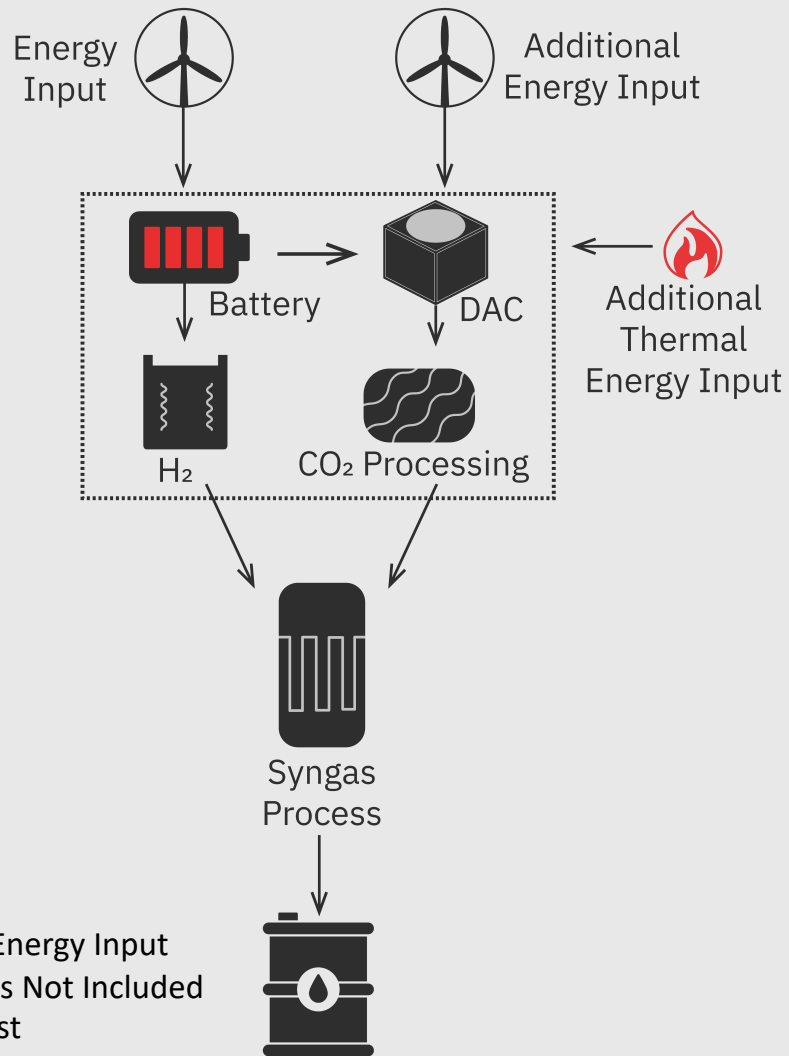 Energy
Input
Additional
Energy Input
Battery
DAC
Additional
Thermal
Energy Input
H₂
CO₂ Processing
Syngas
Process
Energy Input
s Not Included
st